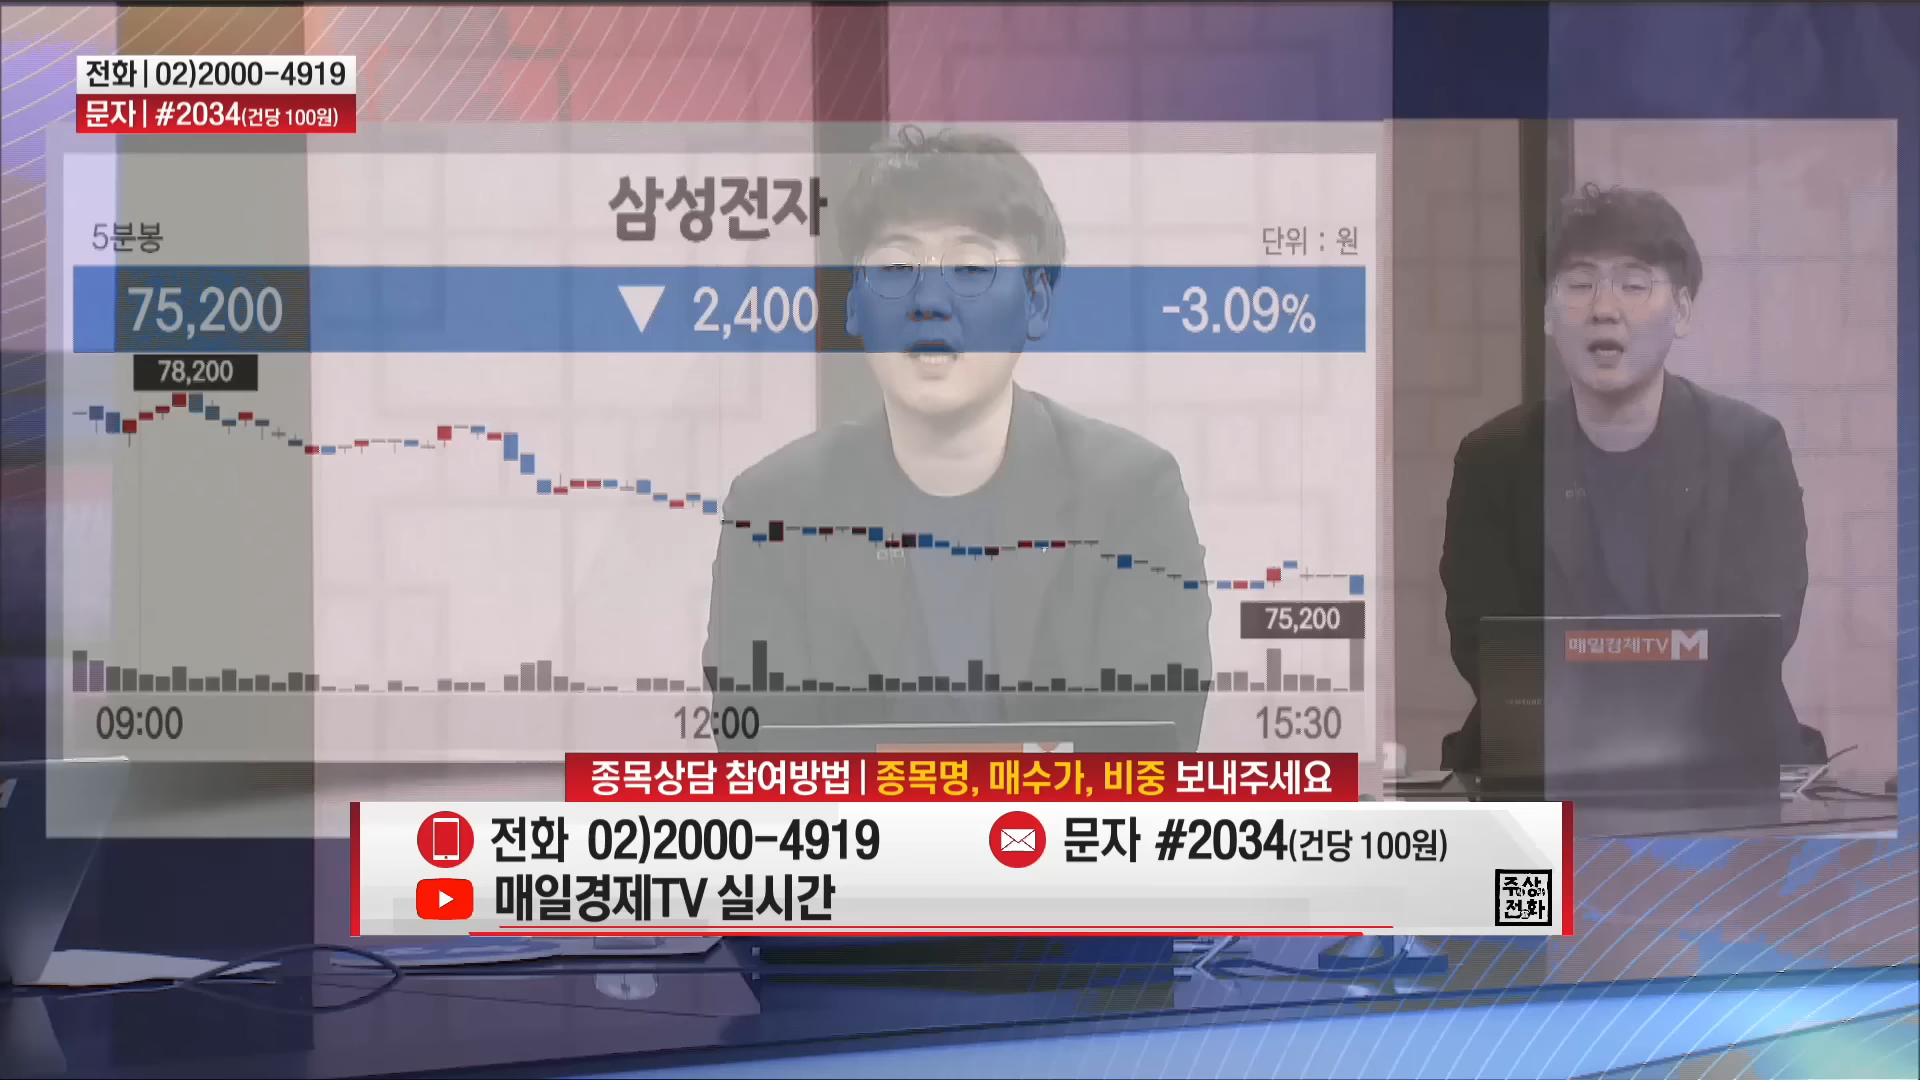 전화 | 02)2000-4919
문자 | #2034(건당 100원)
삼성전자
5분봉
단위 : 원
75,200 ▼ 2,400 -3.09%
78,200
75,200
09:00 12:00 15:30
매일경제TV M
종목상담 참여방법 | 종목명, 매수가, 비중 보내주세요
전화 02)2000-4919
문자 #2034(건당 100원)
매일경제TV 실시간
주상
전화